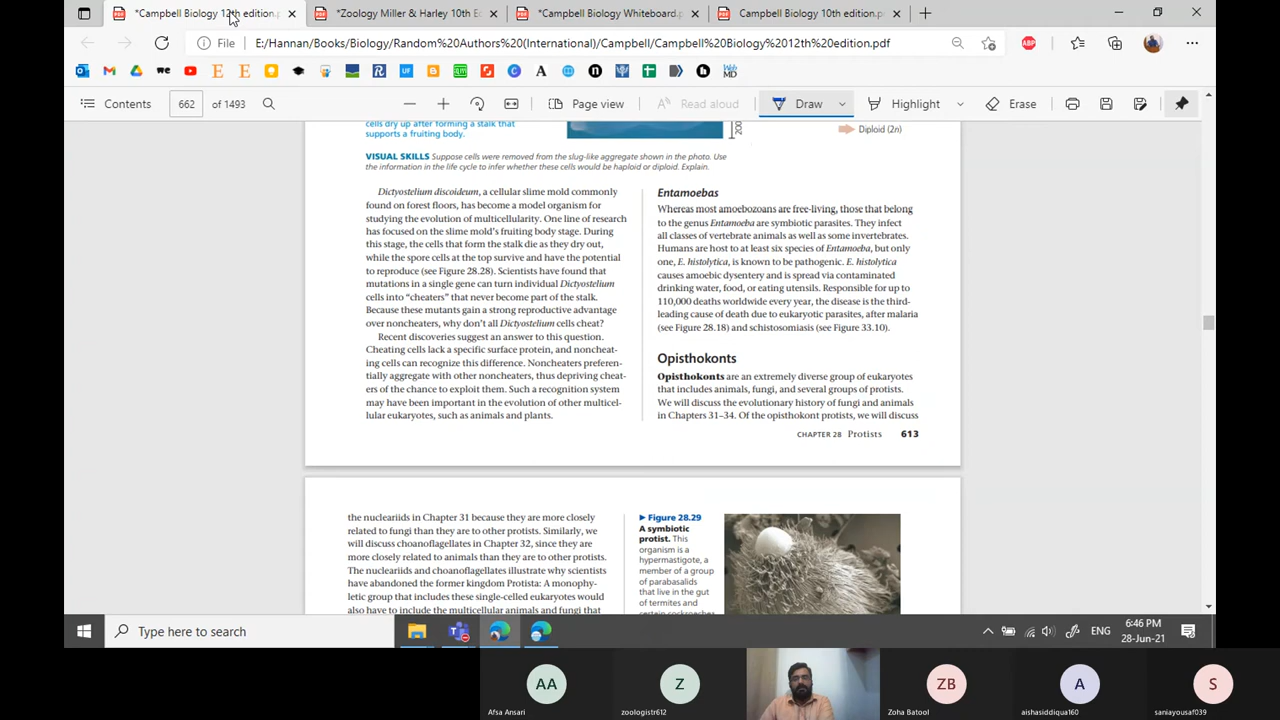 *Campbell Biology 12th edition.p
*Zoology Miller & Harley 10th Ec
*Campbell Biology Whiteboard.p
Campbell Biology 10th edition.p
File
E:/Hannan/Books/Biology/Random%20Authors%20(International)/Campbell/Campbell%20Biology%2012th%20edition.pdf
ABP
we
UF
A
Web
MD
Contents
662
of 1493
Page view
Read aloud
Draw
Highlight
Erase
cells dry up after forming a stalk that
supports a fruiting body.
200
Diploid (2n)
VISUAL SKILLS Suppose cells were removed from the slug-like aggregate shown in the photo. Use
the information in the life cycle to infer whether these cells would be haploid or diploid. Explain.
Dictyostelium discoideum, a cellular slime mold commonly
found on forest floors, has become a model organism for
studying the evolution of multicellularity. One line of research
has focused on the slime mold's fruiting body stage. During
this stage, the cells that form the stalk die as they dry out,
while the spore cells at the top survive and have the potential
to reproduce (see Figure 28.28). Scientists have found that
mutations in a single gene can turn individual Dictyostelium
cells into "cheaters" that never become part of the stalk.
Because these mutants gain a strong reproductive advantage
over noncheaters, why don't all Dictyostelium cells cheat?
Recent discoveries suggest an answer to this question.
Cheating cells lack a specific surface protein, and noncheat-
ing cells can recognize this difference. Noncheaters preferen-
tially aggregate with other noncheaters, thus depriving cheat-
ers of the chance to exploit them. Such a recognition system
may have been important in the evolution of other multicel-
lular eukaryotes, such as animals and plants.
Entamoebas
Whereas most amoebozoans are free-living, those that belong
to the genus Entamoeba are symbiotic parasites. They infect
all classes of vertebrate animals as well as some invertebrates.
Humans are host to at least six species of Entamoeba, but only
one, E. histolytica, is known to be pathogenic. E. histolytica
causes amoebic dysentery and is spread via contaminated
drinking water, food, or eating utensils. Responsible for up to
110,000 deaths worldwide every year, the disease is the third-
leading cause of death due to eukaryotic parasites, after malaria
(see Figure 28.18) and schistosomiasis (see Figure 33.10).
Opisthokonts
Opisthokonts are an extremely diverse group of eukaryotes
that includes animals, fungi, and several groups of protists.
We will discuss the evolutionary history of fungi and animals
in Chapters 31–34. Of the opisthokont protists, we will discuss
CHAPTER 28 Protists 613
the nucleariids in Chapter 31 because they are more closely
related to fungi than they are to other protists. Similarly, we
will discuss choanoflagellates in Chapter 32, since they are
more closely related to animals than they are to other protists.
The nucleariids and choanoflagellates illustrate why scientists
have abandoned the former kingdom Protista: A monophy-
letic group that includes these single-celled eukaryotes would
also have to include the multicellular animals and fungi that
Figure 28.29
A symbiotic
protist. This
organism is a
hypermastigote, a
member of a group
of parabasalids
that live in the gut
of termites and
certain cockroaches
Type here to search
ENG
6:46 PM
28-Jun-21
AA
Afsa Ansari
Z
zoologistr612
ZB
Zoha Batool
A
aishasiddiqua160
S
saniayousaf039